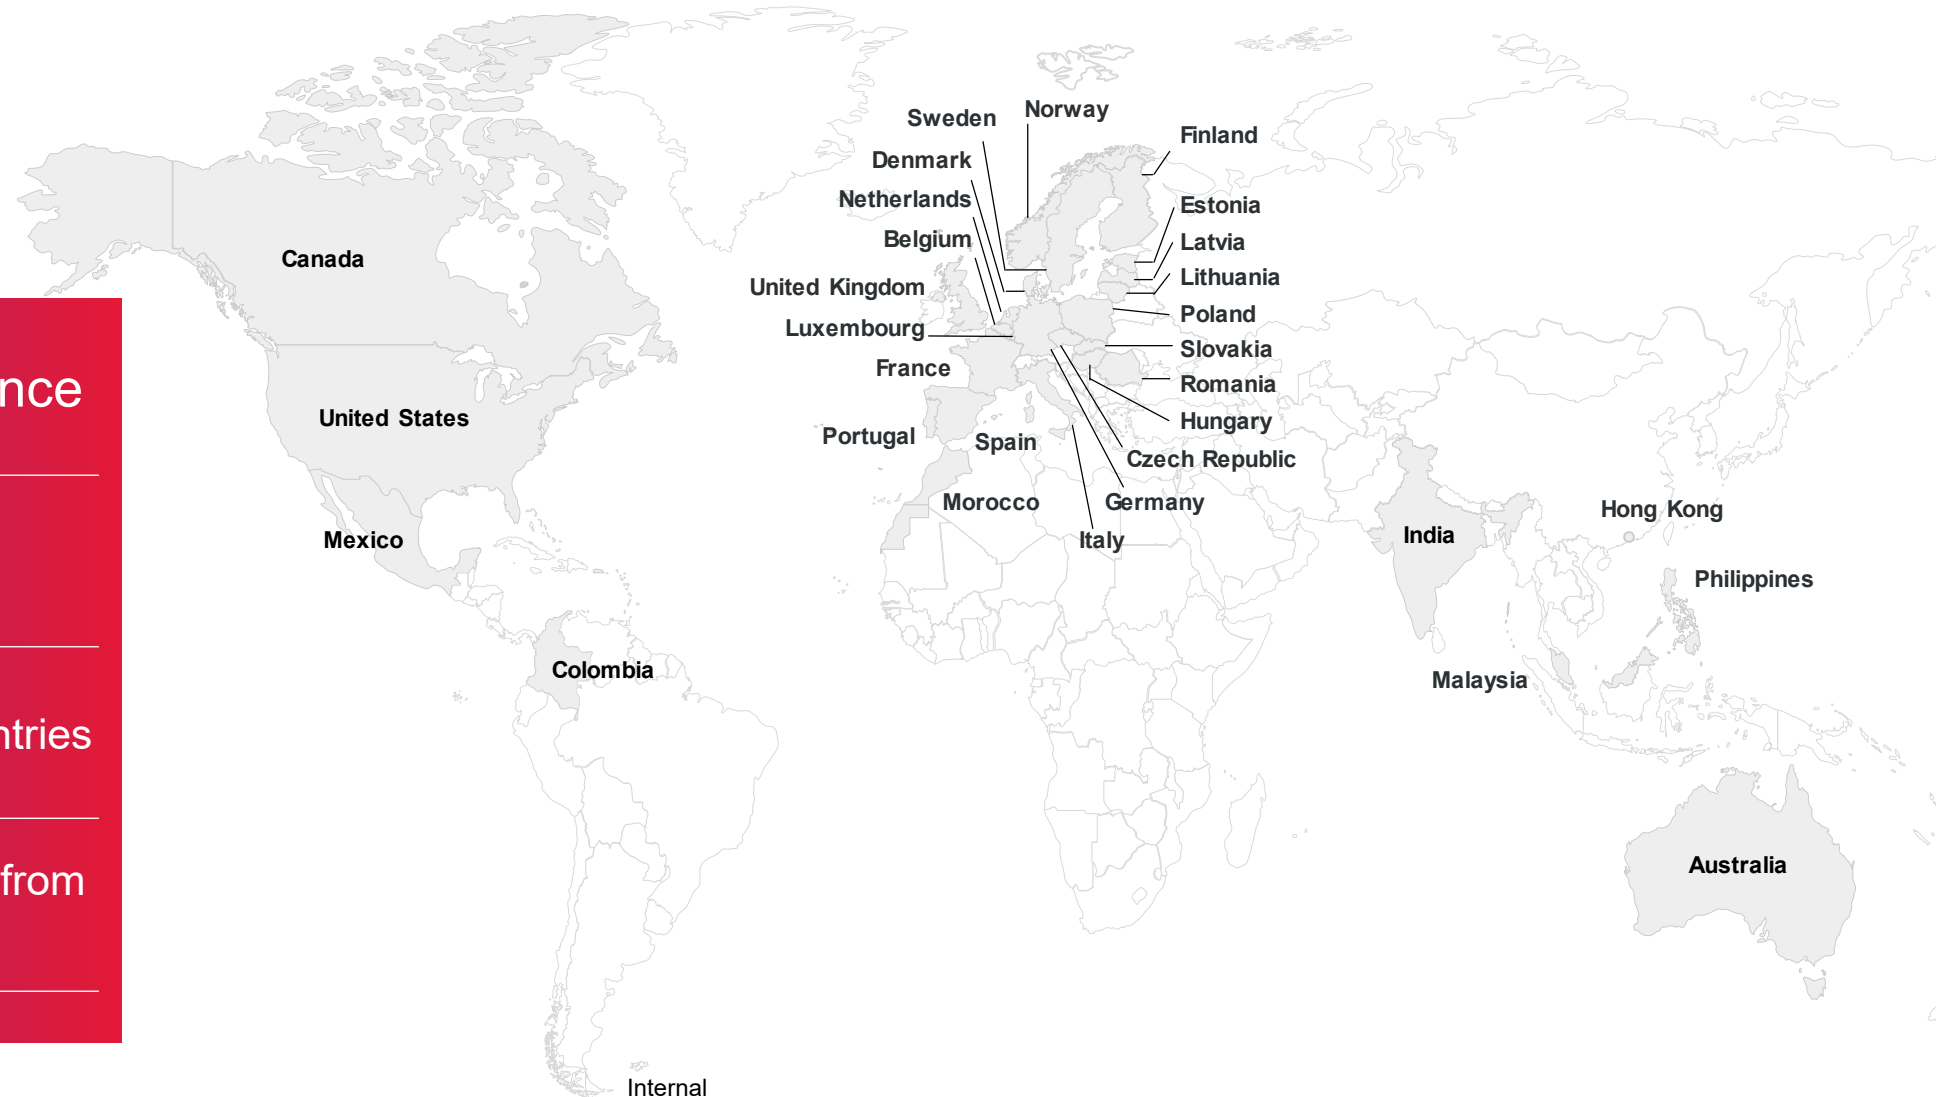 nce
ntries
from
Canada
United States
Mexico
Colombia
Sweden
Norway
Denmark
Netherlands
Belgium
United Kingdom
Luxembourg
France
Portugal
Spain
Morocco
Finland
Estonia
Latvia
Lithuania
Poland
Slovakia
Romania
Hungary
Czech Republic
Germany
Italy
India
Hong Kong
Philippines
Malaysia
Australia
Internal